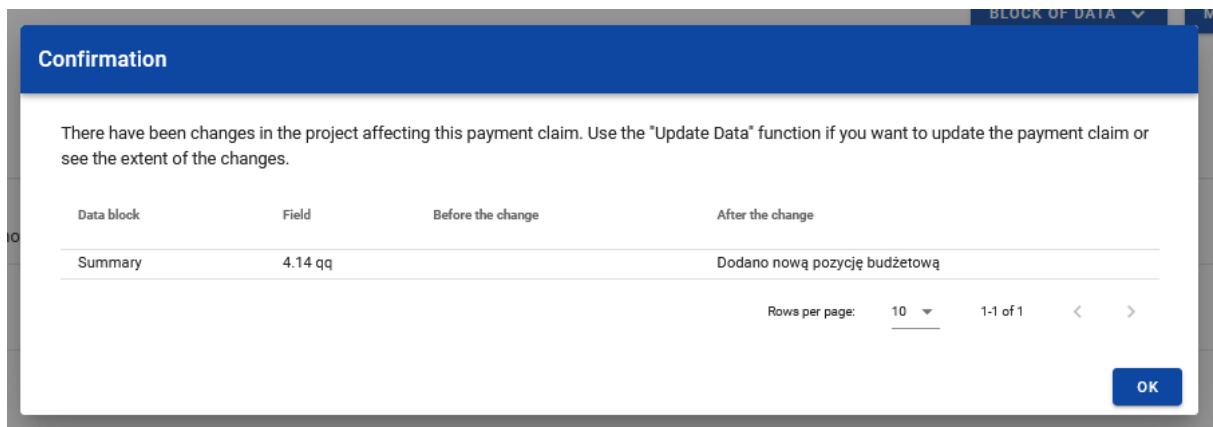 BLOCK OF DATA
Confirmation
There have been changes in the project affecting this payment claim. Use the "Update Data" function if you want to update the payment claim or
see the extent of the changes.
Data block Field Before the change After the change
Summary 4.14 qq Dodano nową pozycję budżetową
Rows per page: 10 1-1 of 1
OK